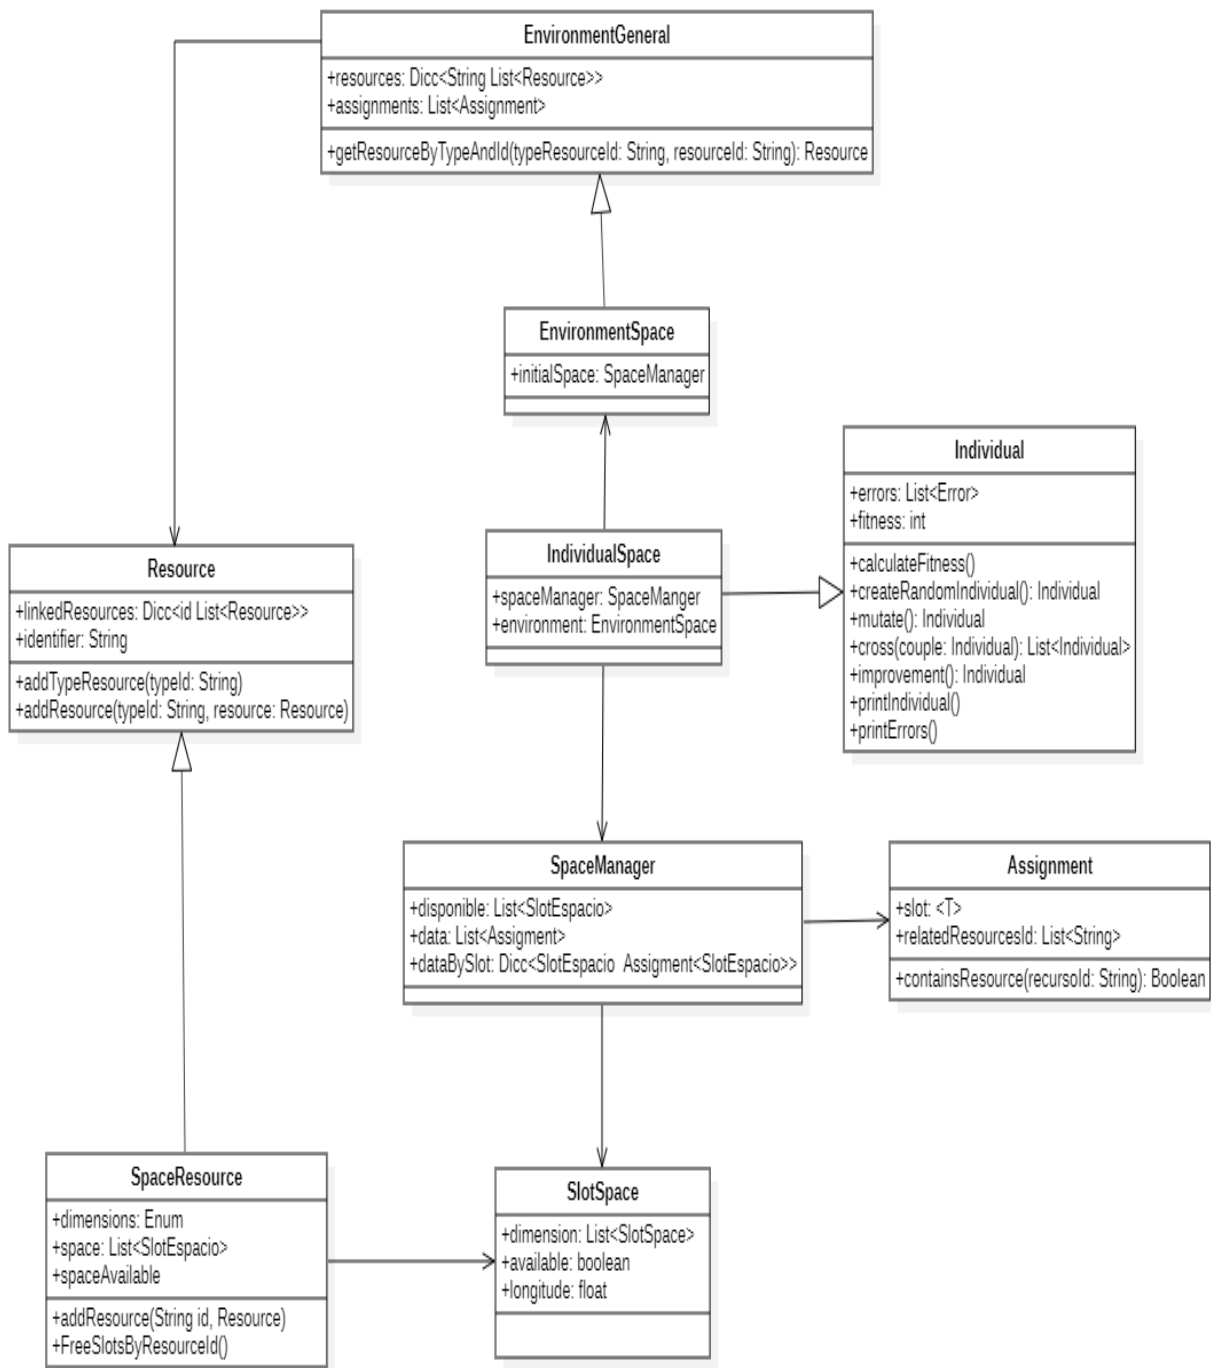 EnvironmentGeneral
+resources: Dicc<String List<Resource>>
+assignments: List<Assignment>
+getResourceByTypeAndId(typeResourceId: String, resourceId: String): Resource
EnvironmentSpace
+initialSpace: SpaceManager
Individual
+errors: List<Error>
+fitness: int
+calculateFitness()
+createRandomIndividual(): Individual
+mutate(): Individual
+cross(couple: Individual): List<Individual>
+improvement(): Individual
+printIndividual()
+printErrors()
IndividualSpace
+spaceManager: SpaceManger
+environment: EnvironmentSpace
Resource
+linkedResources: Dicc<id List<Resource>>
+identifier: String
+addTypeResource(typeId: String)
+addResource(typeId: String, resource: Resource)
SpaceManager
+disponible: List<SlotEspacio>
+data: List<Assigment>
+dataBySlot: Dicc<SlotEspacio Assigment<SlotEspacio>>
Assignment
+slot: <T>
+relatedResourcesId: List<String>
+containsResource(recursoId: String): Boolean
SpaceResource
+dimensions: Enum
+space: List<SlotEspacio>
+spaceAvailable
+addResource(String id, Resource)
+FreeSlotsByResourceId()
SlotSpace
+dimension: List<SlotSpace>
+available: boolean
+longitude: float